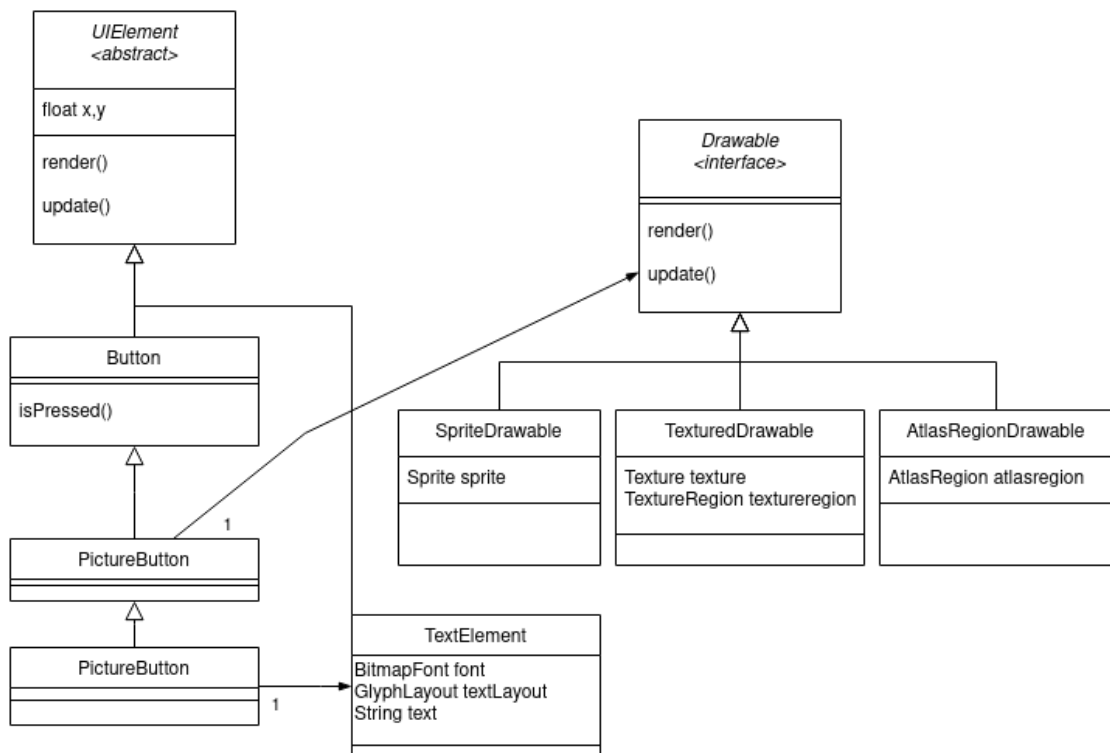 UIElement
<abstract>
float x,y
render()
update()
Drawable
<interface>
render()
update()
Button
isPressed()
SpriteDrawable
Sprite sprite
TexturedDrawable
Texture texture
TextureRegion textureregion
AtlasRegionDrawable
AtlasRegion atlasregion
1
PictureButton
PictureButton
1
TextElement
BitmapFont font
GlyphLayout textLayout
String text